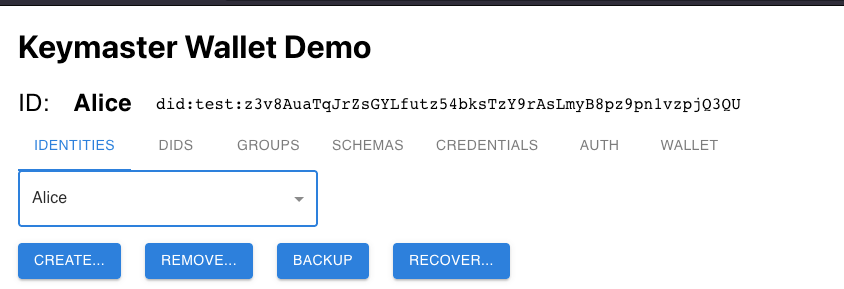 Keymaster Wallet Demo
ID: Alice did:test:z3v8AuaTqJrZsGYLfutz54bksTzY9rAsLmyB8pz9pn1vzpjQ3QU
IDENTITIES DIDS GROUPS SCHEMAS CREDENTIALS AUTH WALLET
Alice
CREATE... REMOVE... BACKUP RECOVER...